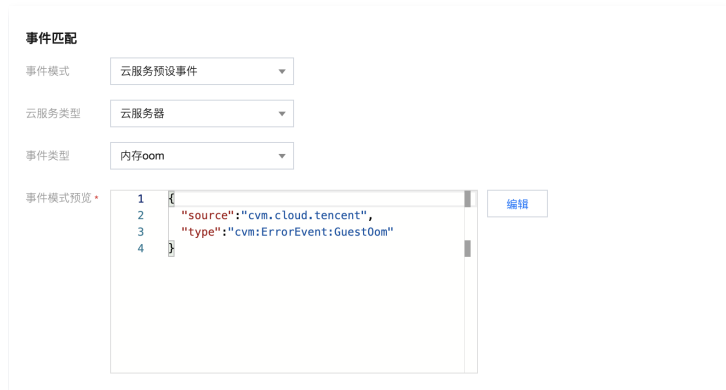 事件匹配
事件模式 云服务预设事件
云服务类型 云服务器
事件类型 内存oom
事件模式预览 * 编辑
1 {
2 "source":"cvm.cloud.tencent",
3 "type":"cvm:ErrorEvent:GuestOom"
4 }